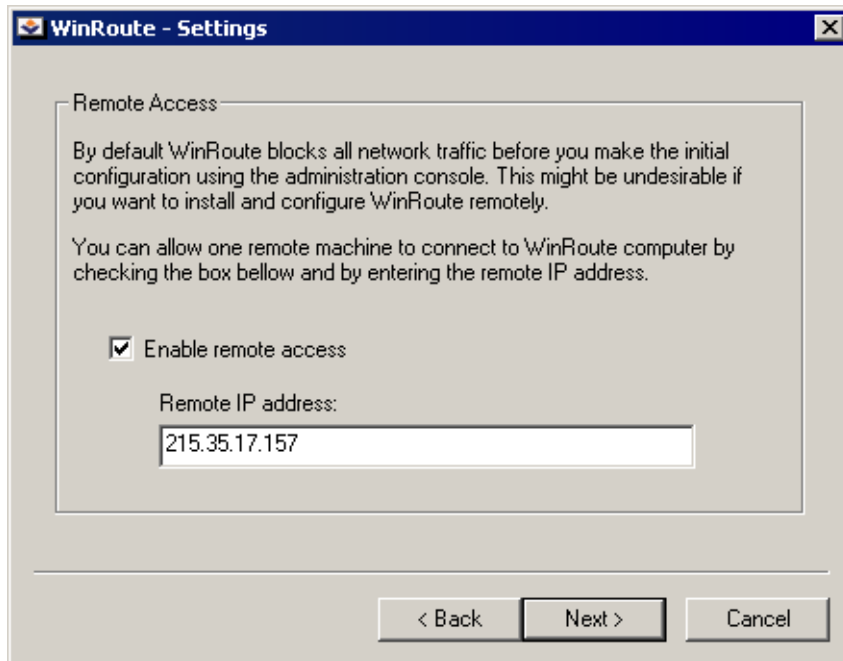 WinRoute - Settings
Remote Access
By default WinRoute blocks all network traffic before you make the initial
configuration using the administration console. This might be undesirable if
you want to install and configure WinRoute remotely.
You can allow one remote machine to connect to WinRoute computer by
checking the box bellow and by entering the remote IP address.
Enable remote access
Remote IP address:
215.35.17.157
< Back
Next >
Cancel